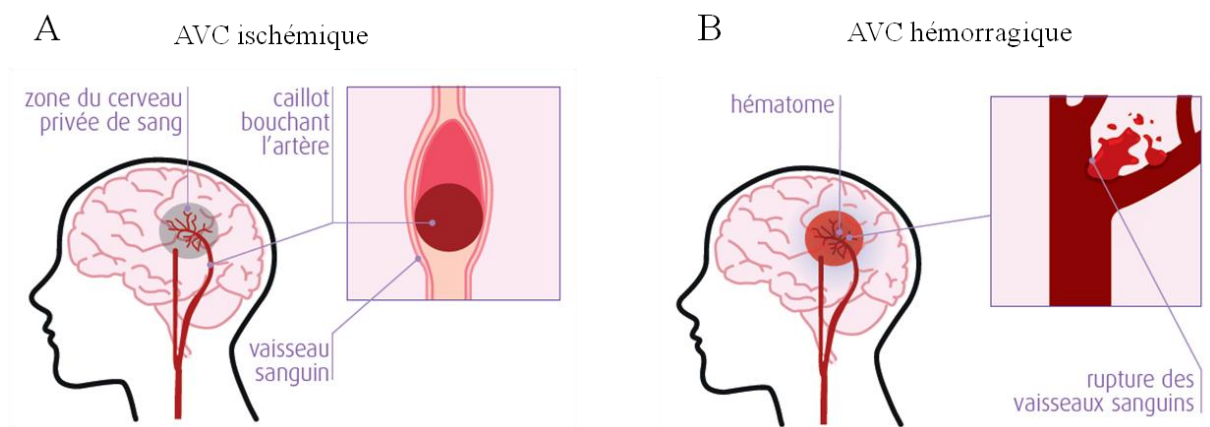 A
AVC ischémique
zone du cerveau
privée de sang
caillot
bouchant
l'artère
vaisseau
sanguin
B
AVC hémorragique
hématome
rupture des
vaisseaux sanguins